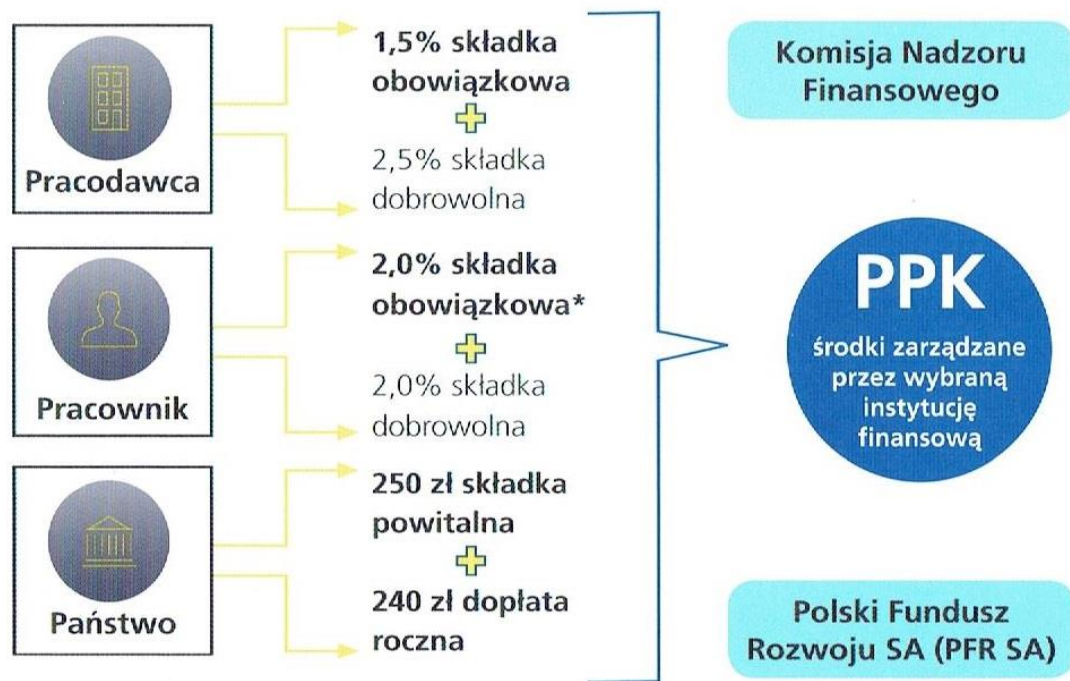 Pracodawca
1,5% składka
obowiązkowa
2,5% składka
dobrowolna
Pracownik
2,0% składka
obowiązkowa*
2,0% składka
dobrowolna
Państwo
250 zł składka
powitalna
240 zł dopłata
roczna
Komisja Nadzoru
Finansowego
PPK
środki zarządzane
przez wybraną
instytucję
finansową
Polski Fundusz
Rozwoju SA (PFR SA)